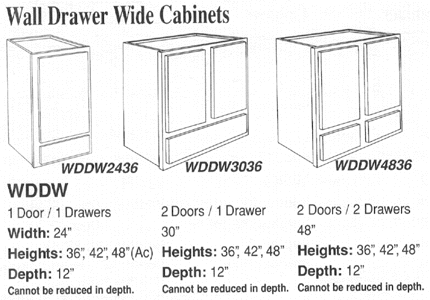 Wall Drawer Wide Cabinets
WDDW2436
WDDW3036
WDDW4836
WDDW
1 Door / 1 Drawers
Width: 24”
Heights: 36”, 42”, 48”(Ac)
Depth: 12”
Cannot be reduced in depth.
2 Doors / 1 Drawer
30”
Heights: 36”, 42”, 48”
Depth: 12”
Cannot be reduced in depth.
2 Doors / 2 Drawers
48”
Heights: 36”, 42”, 48”
Depth: 12”
Cannot be reduced in depth.